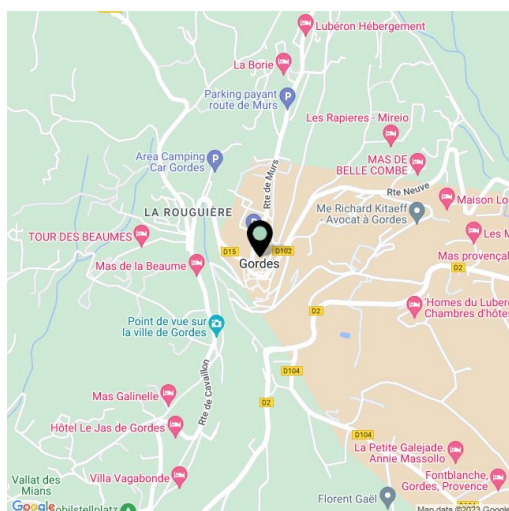 Lubéron Hébergement
La Borie
Parking payant
route de Murs
Les Rapieres - Mireio
Area Camping
Car Gordes
MAS DE
BELLE COMBE
Rte de Murs
Rte Neuve
LA ROUGUIÈRE
Me Richard Kitaeff -
Avocat à Gordes
Maison Lo
TOUR DES BEAUMES
D15
D102
Les M
Mas provençal
Gordes
Mas de la Beaume
D2
'Homes du Luber
Chambres d'hôtes
Point de vue sur
la ville de Gordes
D2
D104
Rte de Cavaillon
Mas Galinelle
D2
Hôtel Le Jas de Gordes
D104
La Petite Galejade.
Annie Massollo
Villa Vagabonde
Fontblanche,
Gordes, Provence
Vallat des
Mians
Florent Gaël
Google
obilstellplatz
Map data ©2023 Google